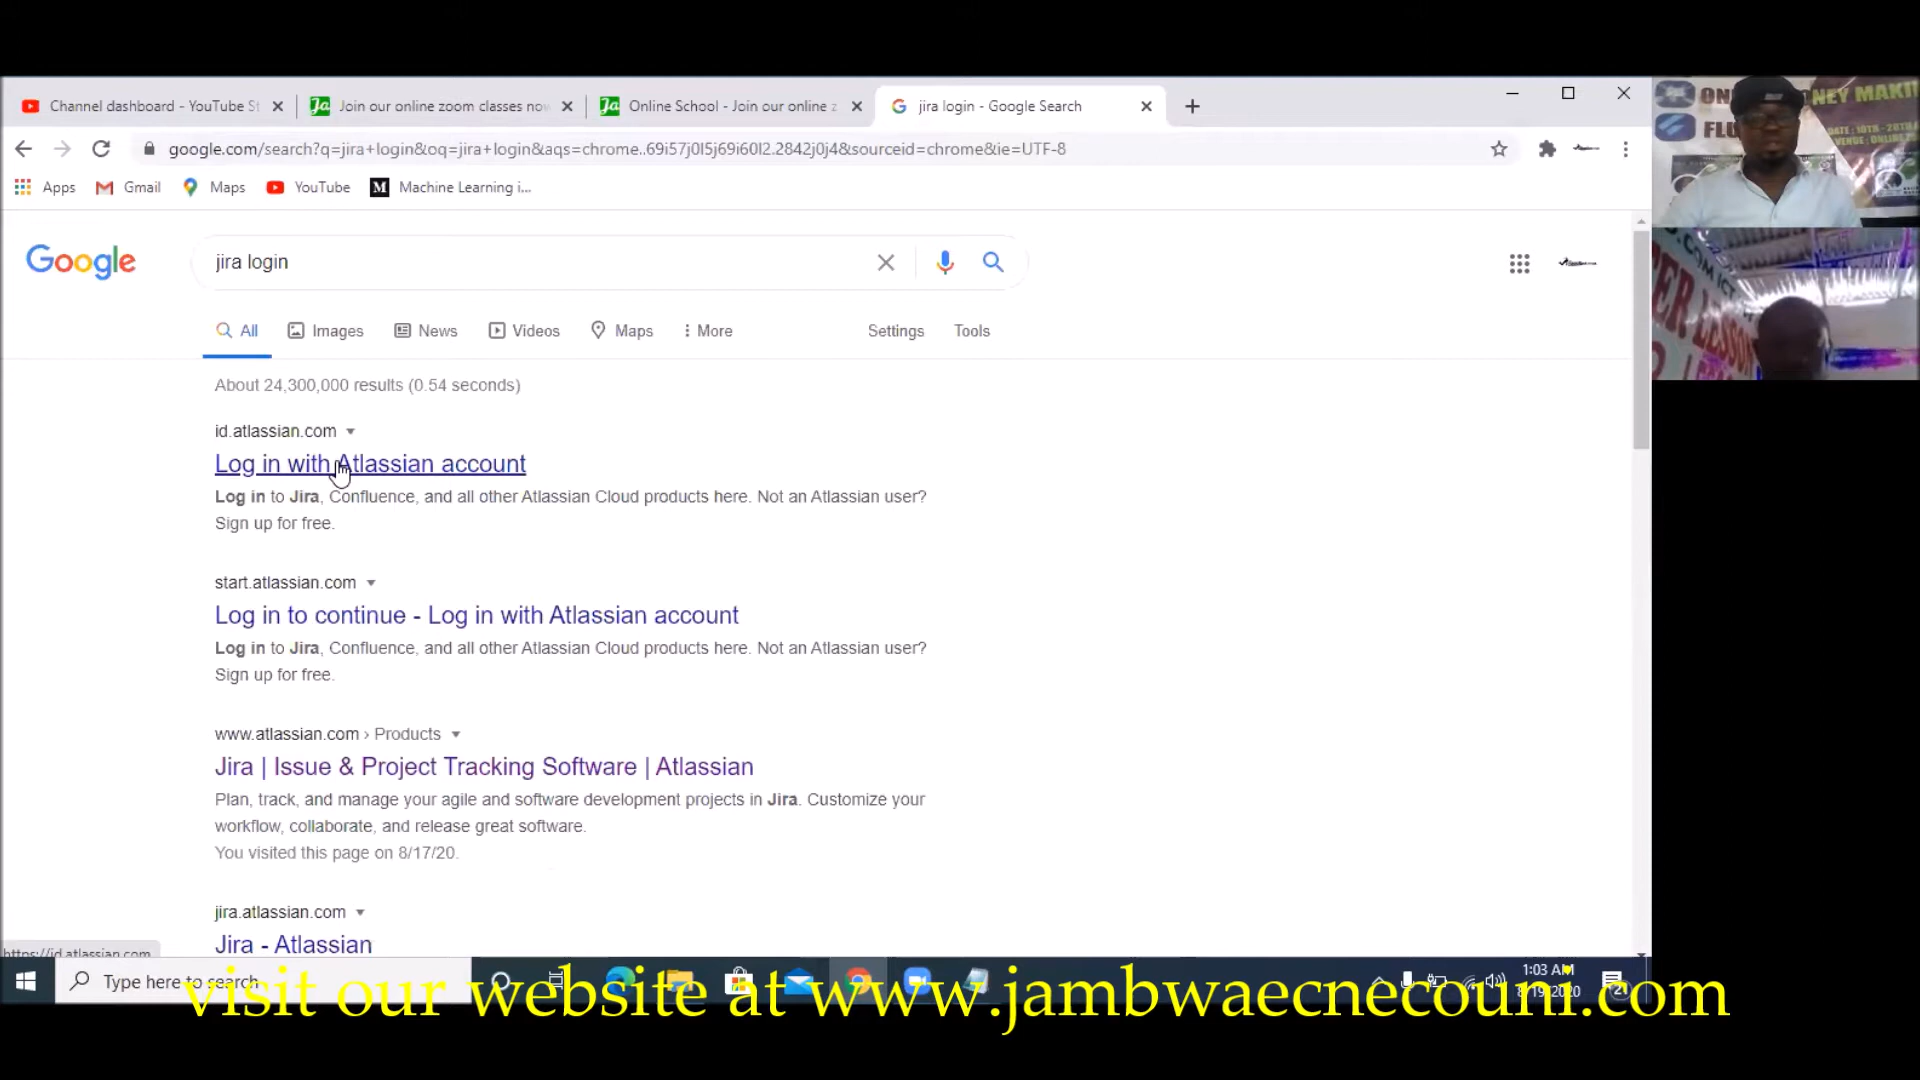 Channel dashboard - YouTube St
Join our online zoom classes now
Online School - Join our online z
jira login - Google Search
google.com/search?q=jira+login&oq=jira+login&aqs=chrome..69i57j0l5j69i60l2.2842j0j4&sourceid=chrome&ie=UTF-8
Apps Gmail Maps YouTube M Machine Learning i...
Google
jira login
All Images News Videos Maps More Settings Tools
About 24,300,000 results (0.54 seconds)
id.atlassian.com
Log in with Atlassian account
Log in to Jira, Confluence, and all other Atlassian Cloud products here. Not an Atlassian user?
Sign up for free.
start.atlassian.com
Log in to continue - Log in with Atlassian account
Log in to Jira, Confluence, and all other Atlassian Cloud products here. Not an Atlassian user?
Sign up for free.
www.atlassian.com › Products
Jira | Issue & Project Tracking Software | Atlassian
Plan, track, and manage your agile and software development projects in Jira. Customize your
workflow, collaborate, and release great software.
You visited this page on 8/17/20.
jira.atlassian.com
Jira - Atlassian
https://id.atlassian.com
Type here to search
1:03 AM
8/19/2020
visit our website at www.jambwaecnecouni.com